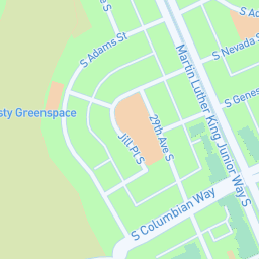 S Adams St
S Nevada S
Martin Luther King Junior Way S
S Genes
sty Greenspace
29th Ave S
Jill Pl S
S Columbian Way